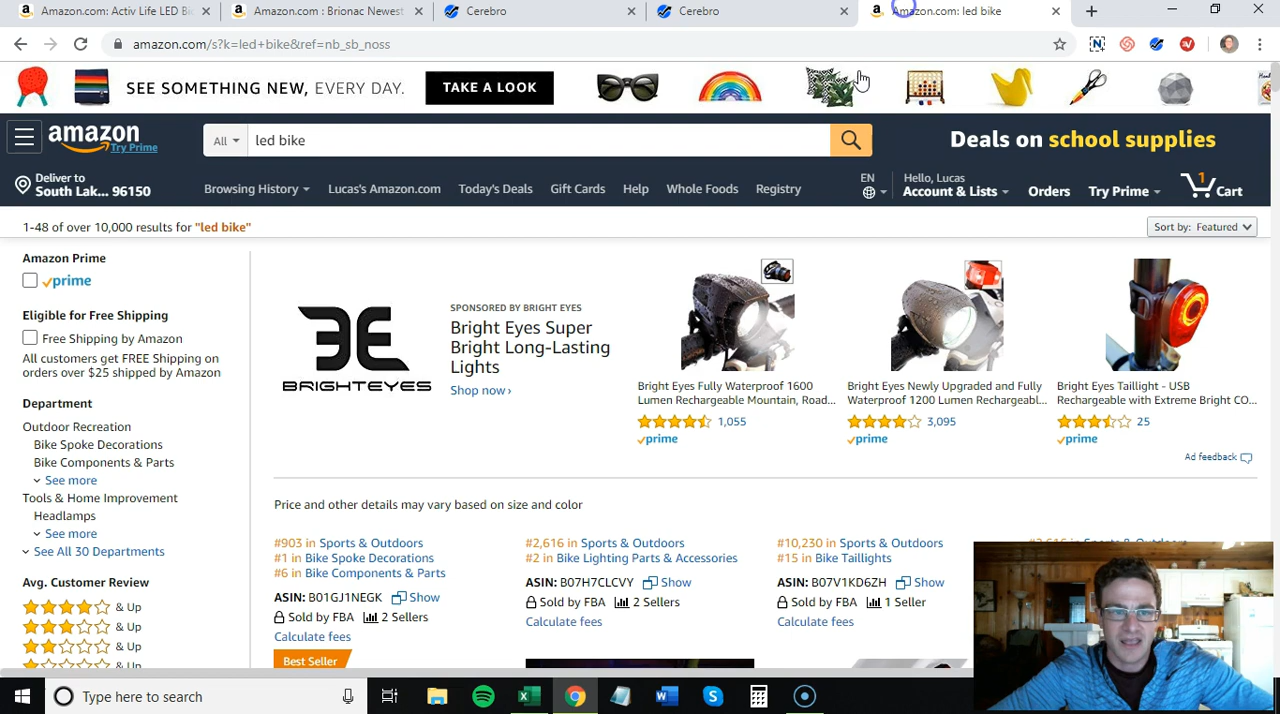 Amazon.com: Activ Life LED Bi
Amazon.com : Brionac Newest
Cerebro
Cerebro
Amazon.com: led bike
amazon.com/s?k=led+bike&ref=nb_sb_noss
SEE SOMETHING NEW, EVERY DAY.
TAKE A LOOK
amazon
Try Prime
All
led bike
Deals on school supplies
Deliver to
South Lak... 96150
Browsing History
Lucas's Amazon.com
Today's Deals
Gift Cards
Help
Whole Foods
Registry
EN
Hello, Lucas
Account & Lists
Orders
Try Prime
1
Cart
1-48 of over 10,000 results for "led bike"
Sort by: Featured
Amazon Prime
prime
Eligible for Free Shipping
Free Shipping by Amazon
All customers get FREE Shipping on
orders over $25 shipped by Amazon
Department
Outdoor Recreation
Bike Spoke Decorations
Bike Components & Parts
See more
Tools & Home Improvement
Headlamps
See more
See All 30 Departments
Avg. Customer Review
& Up
& Up
& Up
& Up
BRIGHTEYES
SPONSORED BY BRIGHT EYES
Bright Eyes Super
Bright Long-Lasting
Lights
Shop now›
Bright Eyes Fully Waterproof 1600
Lumen Rechargeable Mountain, Road...
1,055
prime
Bright Eyes Newly Upgraded and Fully
Waterproof 1200 Lumen Rechargeabl...
3,095
prime
Bright Eyes Taillight - USB
Rechargeable with Extreme Bright CO...
25
prime
Ad feedback
Price and other details may vary based on size and color
#903 in Sports & Outdoors
#1 in Bike Spoke Decorations
#6 in Bike Components & Parts
ASIN: B01GJ1NEGK Show
Sold by FBA 2 Sellers
Calculate fees
Best Seller
#2,616 in Sports & Outdoors
#2 in Bike Lighting Parts & Accessories
ASIN: B07H7CLCVY Show
Sold by FBA 2 Sellers
Calculate fees
#10,230 in Sports & Outdoors
#15 in Bike Taillights
ASIN: B07V1KD6ZH Show
Sold by FBA 1 Seller
Calculate fees
#2,616 in Sports & Outdoors
Type here to search